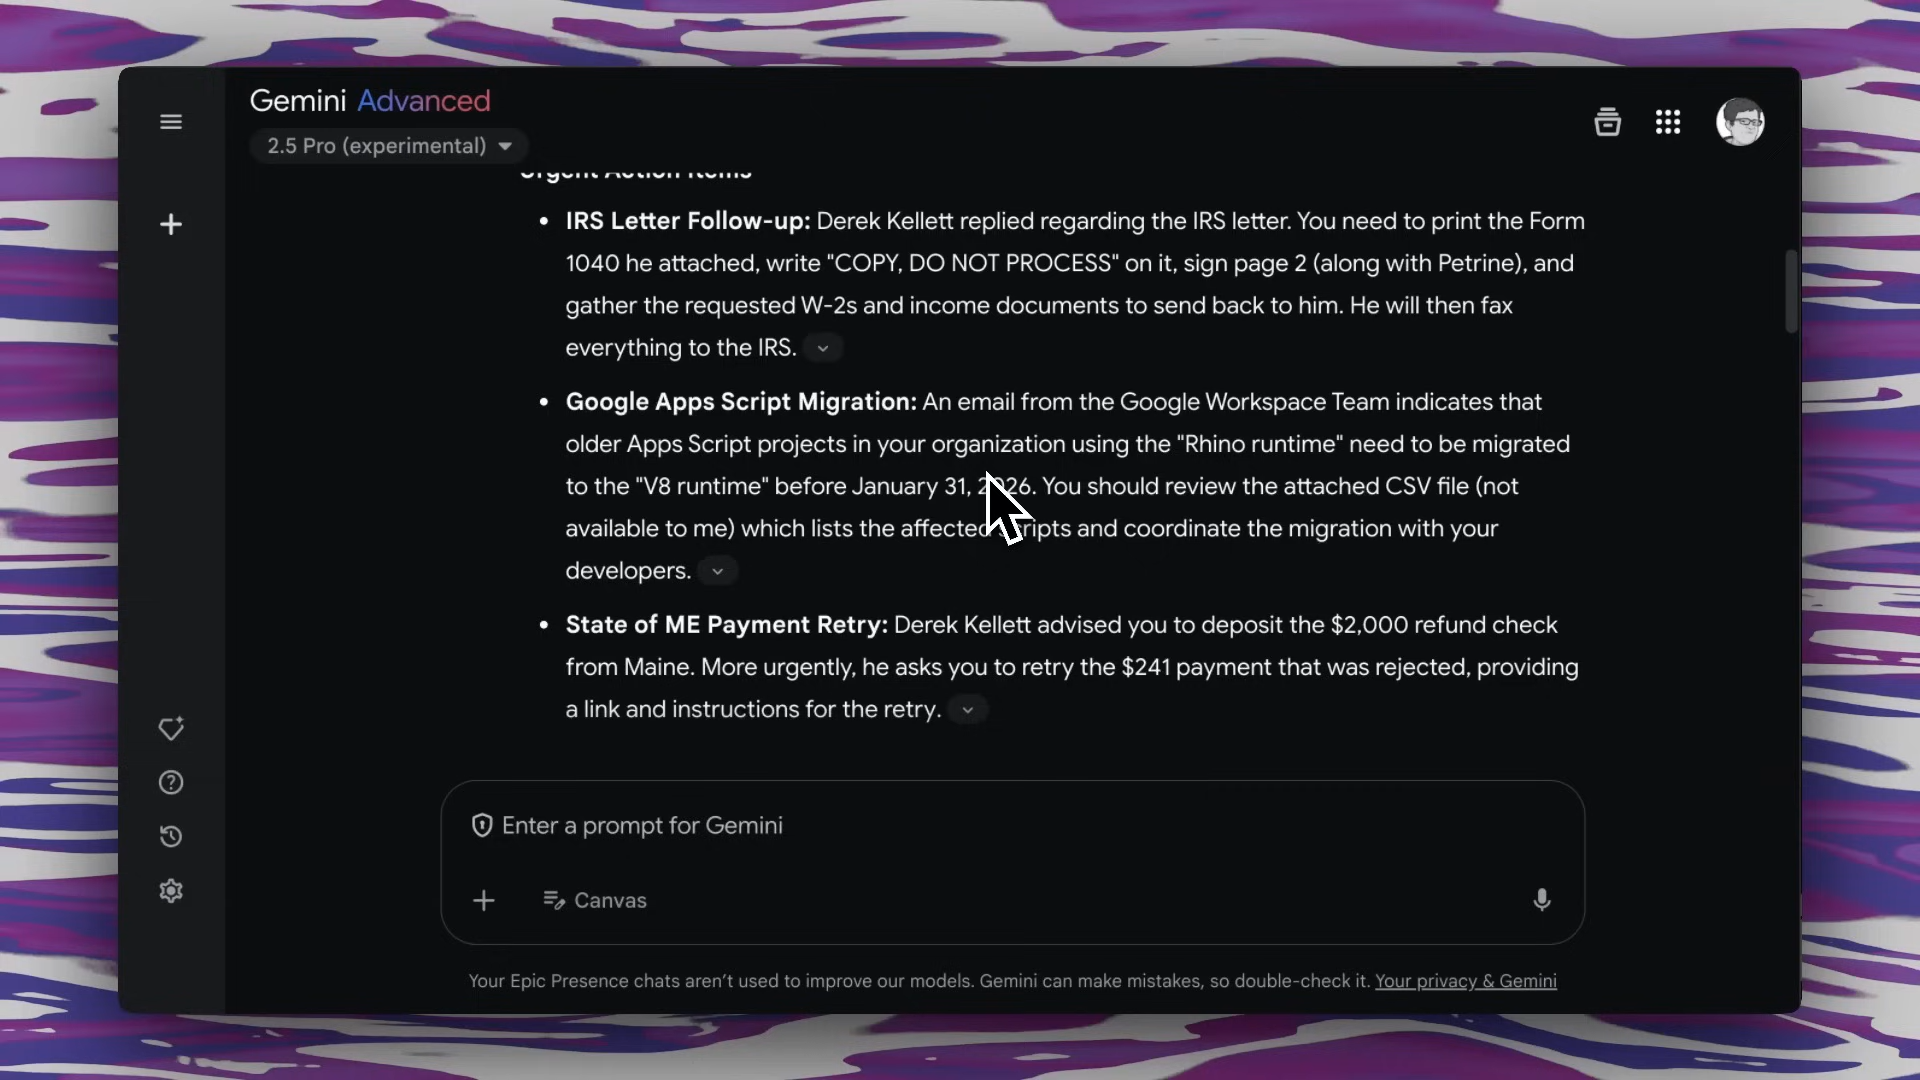 Gemini Advanced
2.5 Pro (experimental)
Urgent Action Items
• IRS Letter Follow-up: Derek Kellett replied regarding the IRS letter. You need to print the Form
1040 he attached, write "COPY, DO NOT PROCESS" on it, sign page 2 (along with Petrine), and
gather the requested W-2s and income documents to send back to him. He will then fax
everything to the IRS.
• Google Apps Script Migration: An email from the Google Workspace Team indicates that
older Apps Script projects in your organization using the "Rhino runtime" need to be migrated
to the "V8 runtime" before January 31, 2026. You should review the attached CSV file (not
available to me) which lists the affected scripts and coordinate the migration with your
developers.
• State of ME Payment Retry: Derek Kellett advised you to deposit the $2,000 refund check
from Maine. More urgently, he asks you to retry the $241 payment that was rejected, providing
a link and instructions for the retry.
Enter a prompt for Gemini
Canvas
Your Epic Presence chats aren’t used to improve our models. Gemini can make mistakes, so double-check it. Your privacy & Gemini